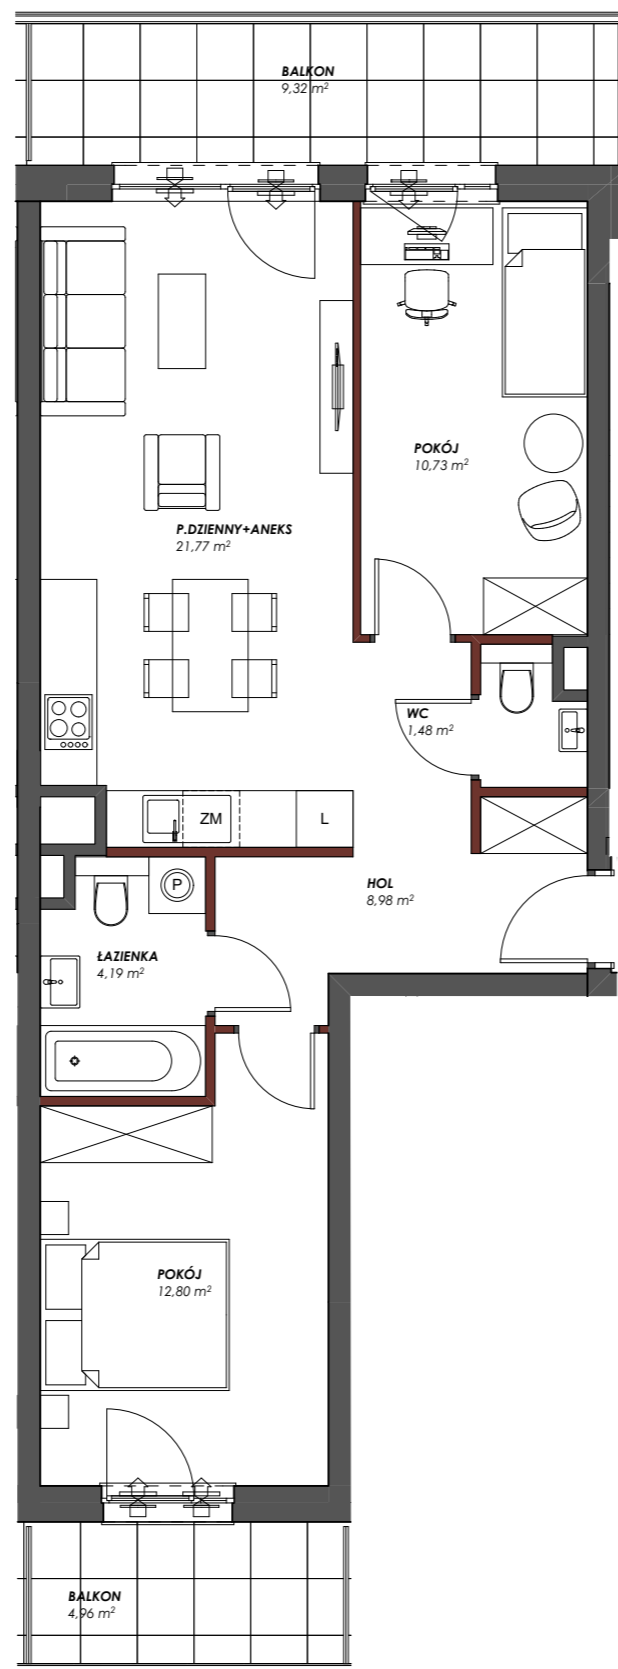 BALKON
9,32 m²
POKÓJ
10,73 m²
P.DZIENNY+ANEKS
21,77 m²
WC
1,48 m²
ZM
L
P
HOL
8,98 m²
ŁAZIENKA
4,19 m²
POKÓJ
12,80 m²
BALKON
4,96 m²